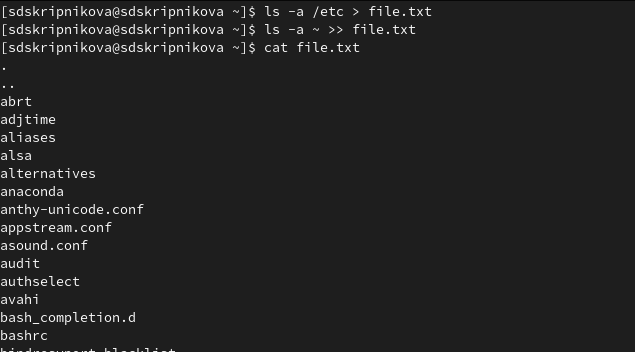 [sdskripnikova@sdskripnikova ~]$ ls -a /etc > file.txt
[sdskripnikova@sdskripnikova ~]$ ls -a ~ >> file.txt
[sdskripnikova@sdskripnikova ~]$ cat file.txt
.
..
abrt
adjtime
aliases
alsa
alternatives
anaconda
anthy-unicode.conf
appstream.conf
asound.conf
audit
authselect
avahi
bash_completion.d
bashrc